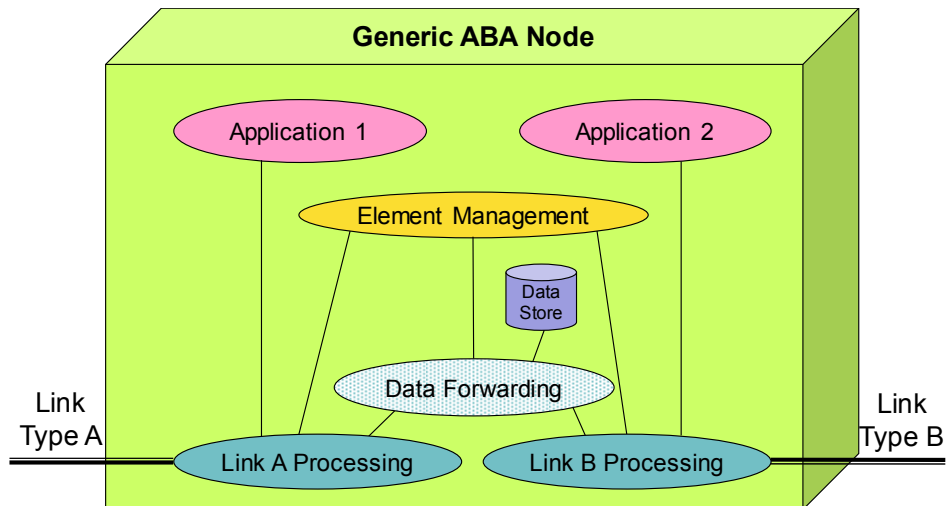 Generic ABA Node
Application 1
Application 2
Element Management
Data
Store
Data Forwarding
Link
Type A
Link
Type B
Link A Processing
Link B Processing